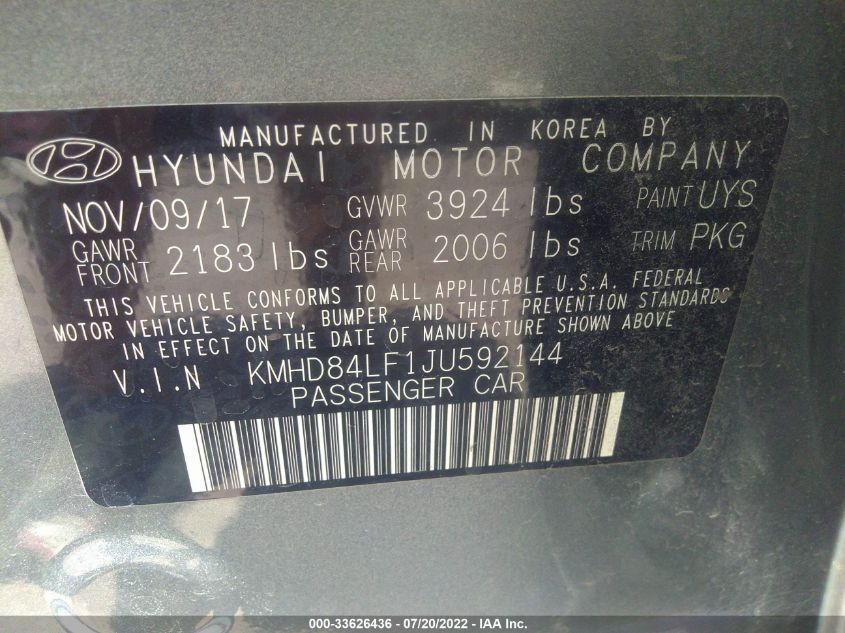 MANUFACTURED IN KOREA BY
HYUNDAI MOTOR COMPANY
NOV/09/17 GVWR 3924 lbs PAINT UYS
GAWR FRONT 2183 lbs GAWR REAR 2006 lbs TRIM PKG
THIS VEHICLE CONFORMS TO ALL APPLICABLE U.S.A. FEDERAL
MOTOR VEHICLE SAFETY, BUMPER, AND THEFT PREVENTION STANDARDS
IN EFFECT ON THE DATE OF MANUFACTURE SHOWN ABOVE
V.I.N KMHD84LF1JU592144
PASSENGER CAR
000-33626436 - 07/20/2022 - IAA Inc.